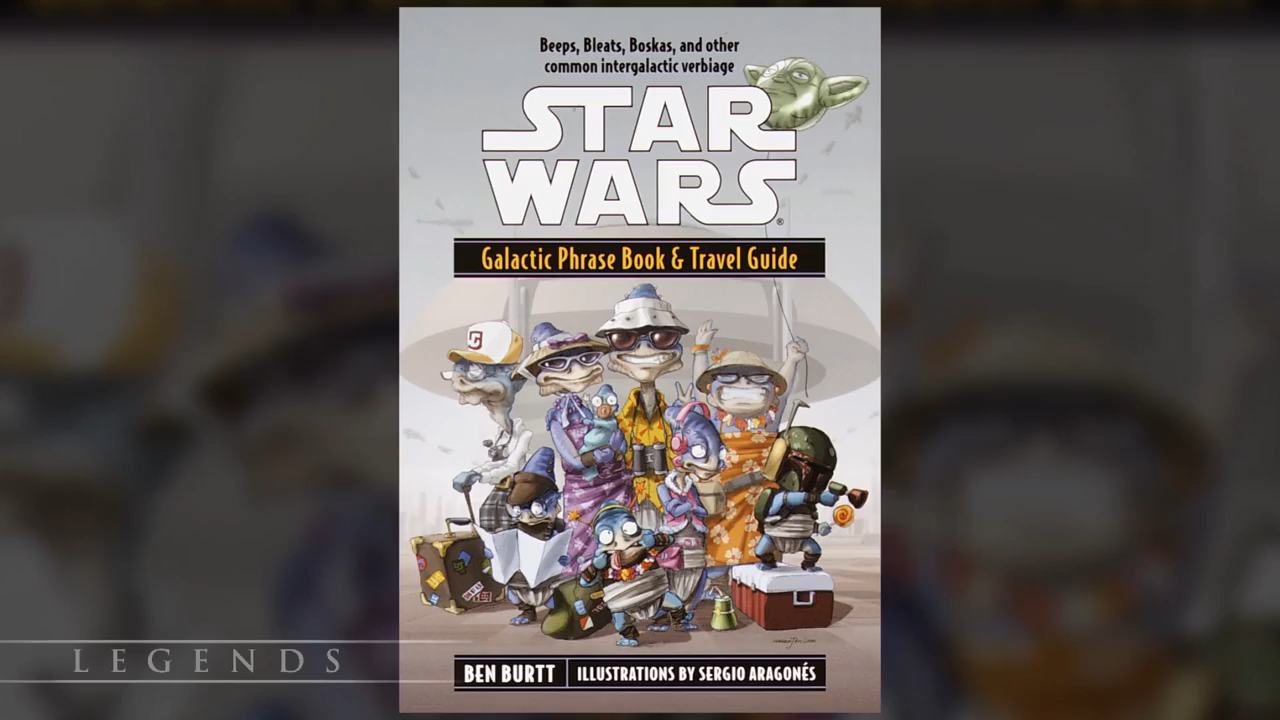 Beeps, Bleats, Boskas, and other
common intergalactic verbiage
STAR
WARS®
Galactic Phrase Book & Travel Guide
BEN BURTT
ILLUSTRATIONS BY SERGIO ARAGONÉS
LEGENDS